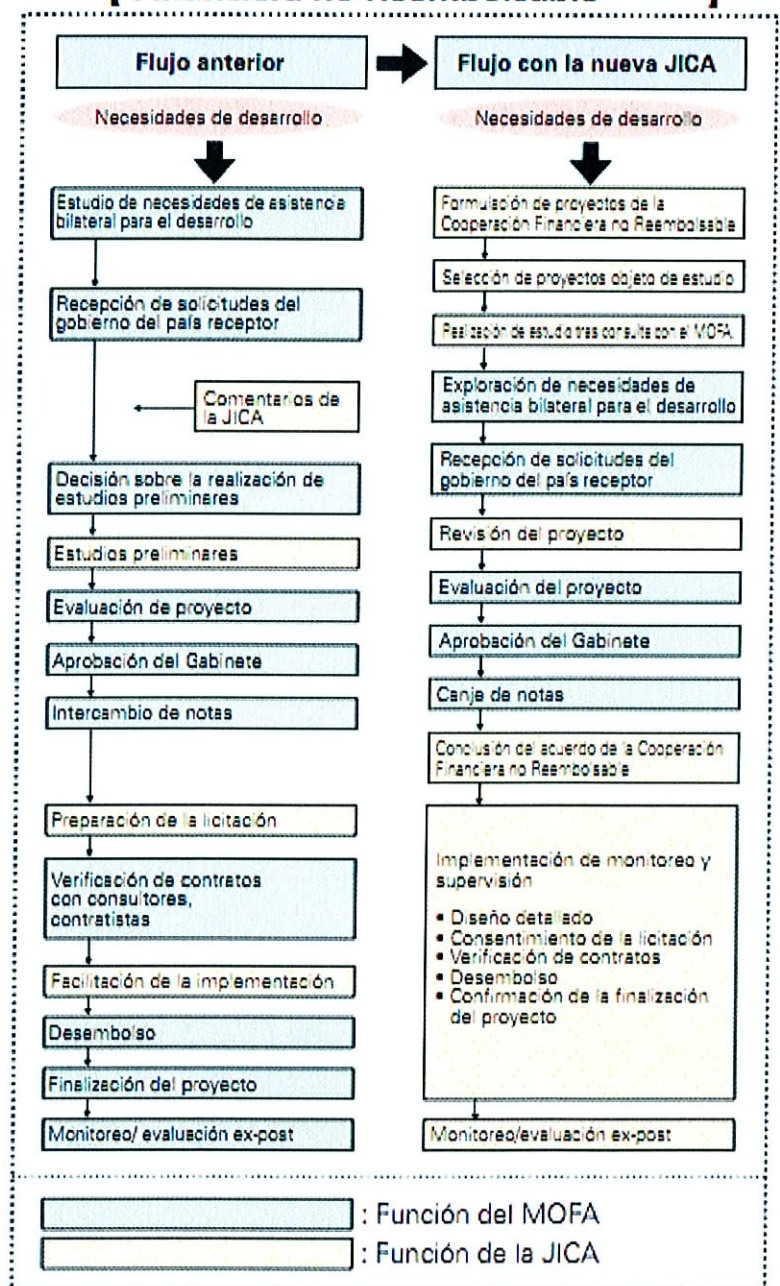 Flujo anterior
Necesidades de desarrollo
Estudio de necesidades de asistencia
bilateral para el desarrollo
Recepción de solicitudes del
gobierno del país receptor
Comentarios de
la JICA
Decisión sobre la realización de
estudios preliminares
Estudios preliminares
Evaluación de proyecto
Aprobación del Gabinete
Intercambio de notas
Preparación de la licitación
Verificación de contratos
con consultores,
contratistas
Facilitación de la implementación
Desembolso
Finalización del proyecto
Monitoreo/ evaluación ex-post
Flujo con la nueva JICA
Necesidades de desarrollo
Formulación de proyectos de la
Cooperación Financiera no Reembolsable
Selección de proyectos objeto de estudio
Realización de estudio tras consulta con el MOFA
Exploración de necesidades de
asistencia bilateral para el desarrollo
Recepción de solicitudes del
gobierno del país receptor
Revisión del proyecto
Evaluación del proyecto
Aprobación del Gabinete
Canje de notas
Conclusión del acuerdo de la Cooperación
Financiera no Reembolsable
Implementación de monitoreo y
supervisión
• Diseño detallado
• Consentimiento de la licitación
• Verificación de contratos
• Desembolso
• Confirmación de la finalización
del proyecto
Monitoreo/evaluación ex-post
: Función del MOFA
: Función de la JICA